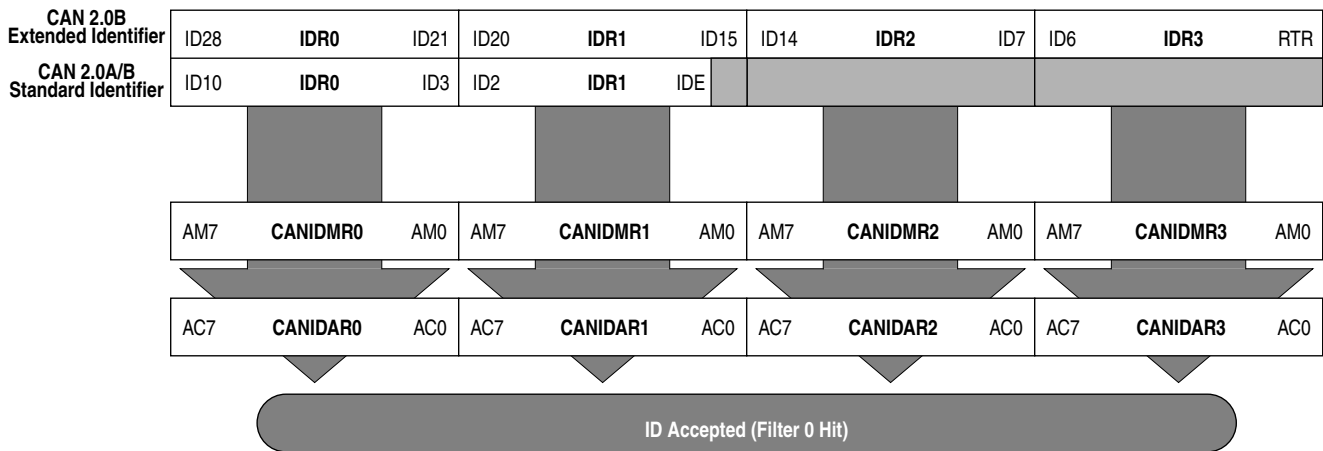 CAN 2.0B
Extended Identifier
ID28 IDR0 ID21 ID20 IDR1 ID15 ID14 IDR2 ID7 ID6 IDR3 RTR
CAN 2.0A/B
Standard Identifier
ID10 IDR0 ID3 ID2 IDR1 IDE
AM7 CANIDMR0 AM0 AM7 CANIDMR1 AM0 AM7 CANIDMR2 AM0 AM7 CANIDMR3 AM0
AC7 CANIDAR0 AC0 AC7 CANIDAR1 AC0 AC7 CANIDAR2 AC0 AC7 CANIDAR3 AC0
ID Accepted (Filter 0 Hit)